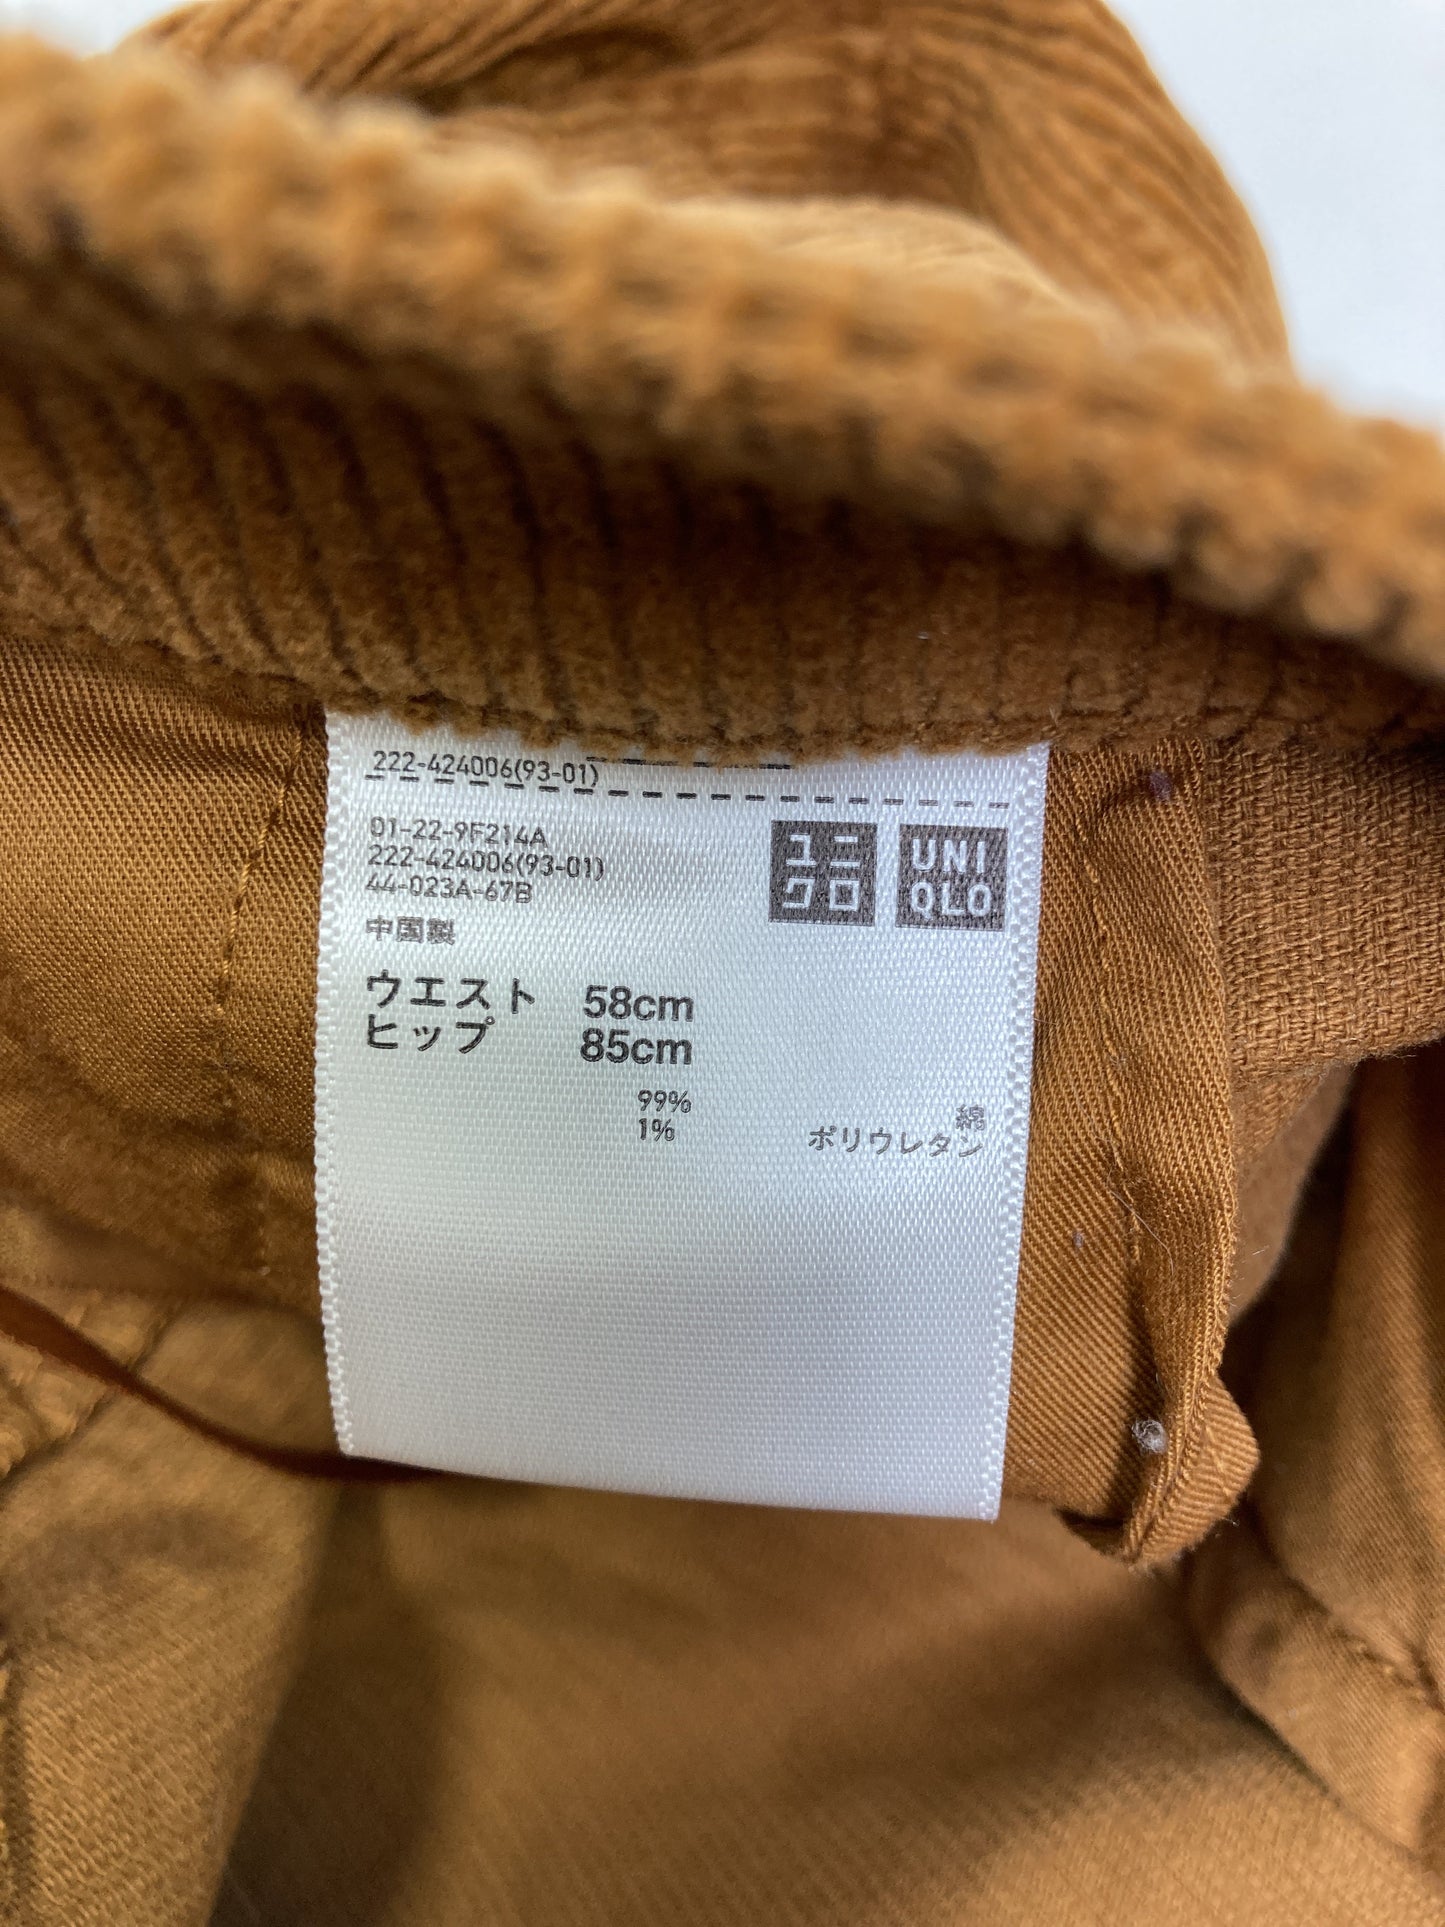 222-424006(93-01)
01-22-9F214A
222-424006(93-01)
44-023A-67B
中国製
ユニ
クロ
UNI
QLO
ウエスト 58cm
ヒップ 85cm
99% 綿
1% ポリウレタン